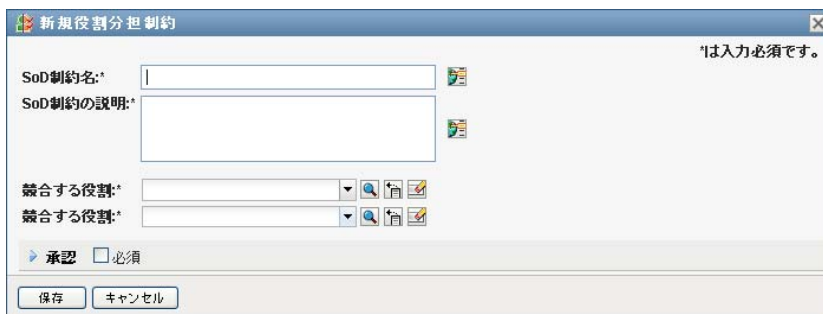 新規役割分担制約
*は入力必須です。
SoD制約名:*
SoD制約の説明:*
競合する役割:*
競合する役割:*
承認 必須
保存 キャンセル